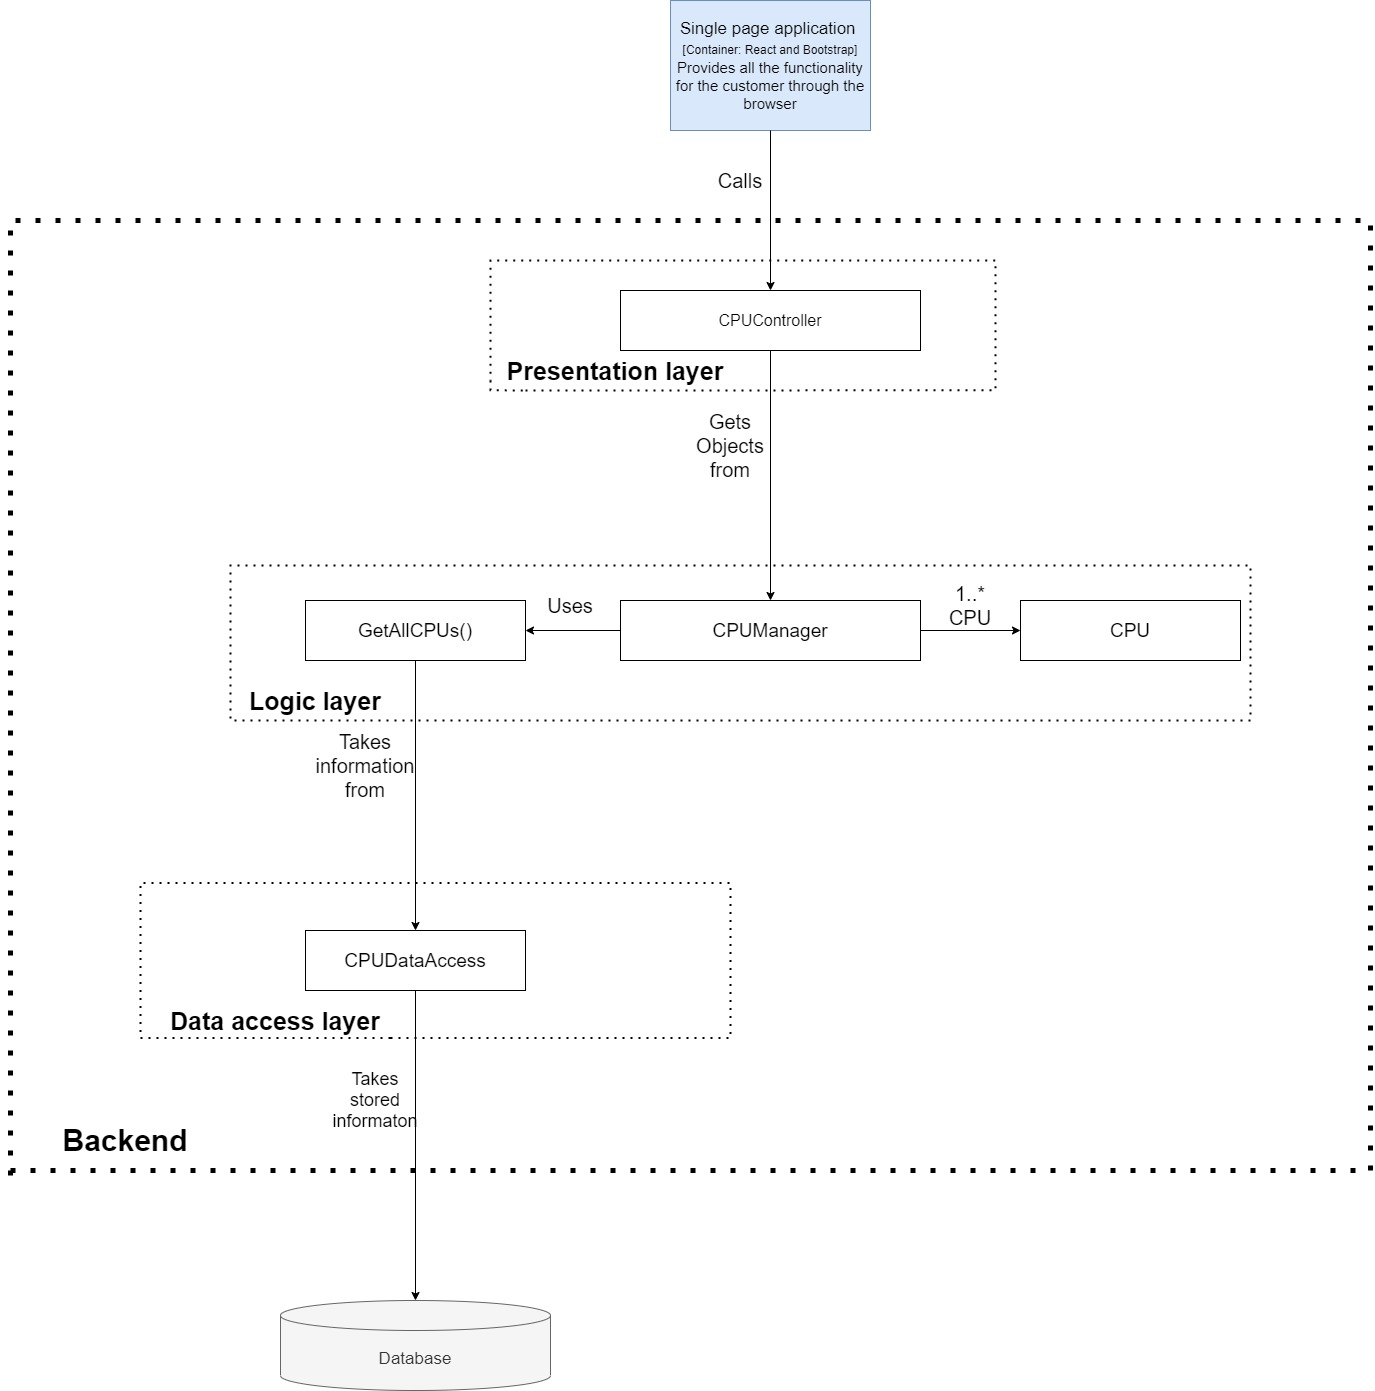 Single page application
[Container: React and Bootstrap]
Provides all the functionality
for the customer through the
browser
Calls
CPUController
Presentation layer
Gets
Objects
from
GetAllCPUs()
Uses
CPUManager
1..*
CPU
CPU
Logic layer
Takes
information
from
CPUDataAccess
Data access layer
Takes
stored
informaton
Backend
Database